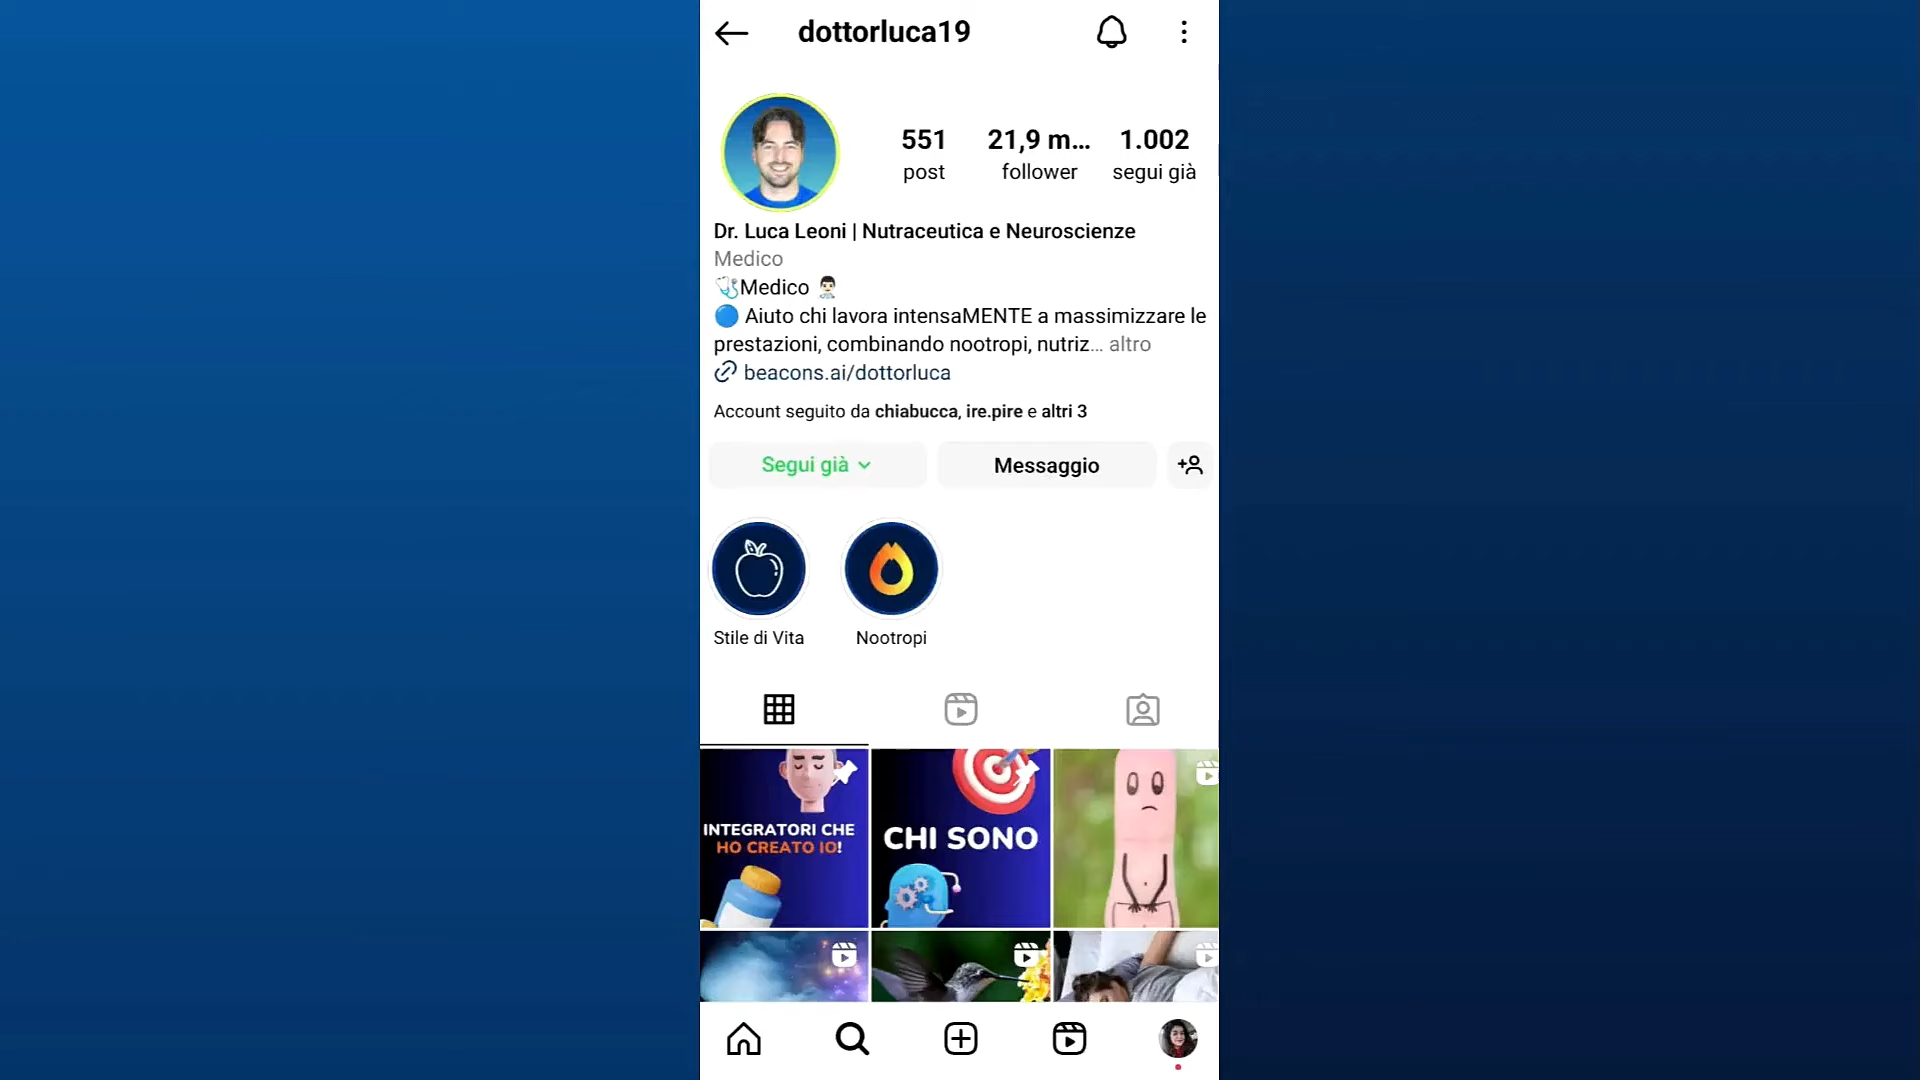 dottorluca19
551
post
21,9 m...
follower
1.002
segui già
Dr. Luca Leoni | Nutraceutica e Neuroscienze
Medico
🩺Medico 👨🏻‍⚕️
🔵 Aiuto chi lavora intensaMENTE a massimizzare le
prestazioni, combinando nootropi, nutriz... altro
beacons.ai/dottorluca
Account seguito da chiabucca, ire.pire e altri 3
Segui già
Messaggio
Stile di Vita
Nootropi
INTEGRATORI CHE
HO CREATO IO!
CHI SONO